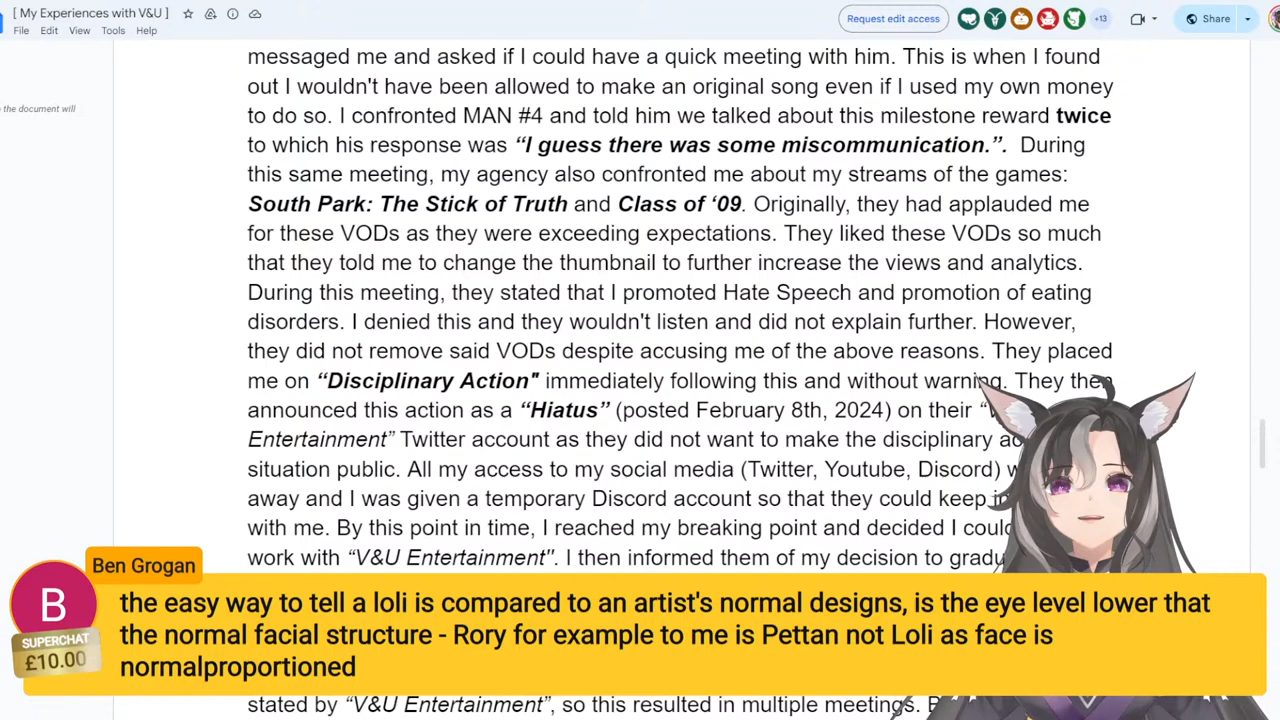 [ My Experiences with V&U ]
File Edit View Tools Help
Request edit access
+13
Share
n the document will
messaged me and asked if I could have a quick meeting with him. This is when I found
out I wouldn't have been allowed to make an original song even if I used my own money
to do so. I confronted MAN #4 and told him we talked about this milestone reward twice
to which his response was “I guess there was some miscommunication.”. During
this same meeting, my agency also confronted me about my streams of the games:
South Park: The Stick of Truth and Class of ‘09. Originally, they had applauded me
for these VODs as they were exceeding expectations. They liked these VODs so much
that they told me to change the thumbnail to further increase the views and analytics.
During this meeting, they stated that I promoted Hate Speech and promotion of eating
disorders. I denied this and they wouldn't listen and did not explain further. However,
they did not remove said VODs despite accusing me of the above reasons. They placed
me on “Disciplinary Action" immediately following this and without warning. They then
announced this action as a “Hiatus” (posted February 8th, 2024) on their
Entertainment” Twitter account as they did not want to make the disciplinary
situation public. All my access to my social media (Twitter, Youtube, Discord)
away and I was given a temporary Discord account so that they could keep
with me. By this point in time, I reached my breaking point and decided I
work with “V&U Entertainment". I then informed them of my decision to
Ben Grogan
B
SUPERCHAT
£10.00
the easy way to tell a loli is compared to an artist's normal designs, is the eye level lower that
the normal facial structure - Rory for example to me is Pettan not Loli as face is
normalproportioned
stated by “V&U Entertainment”, so this resulted in multiple meetings.